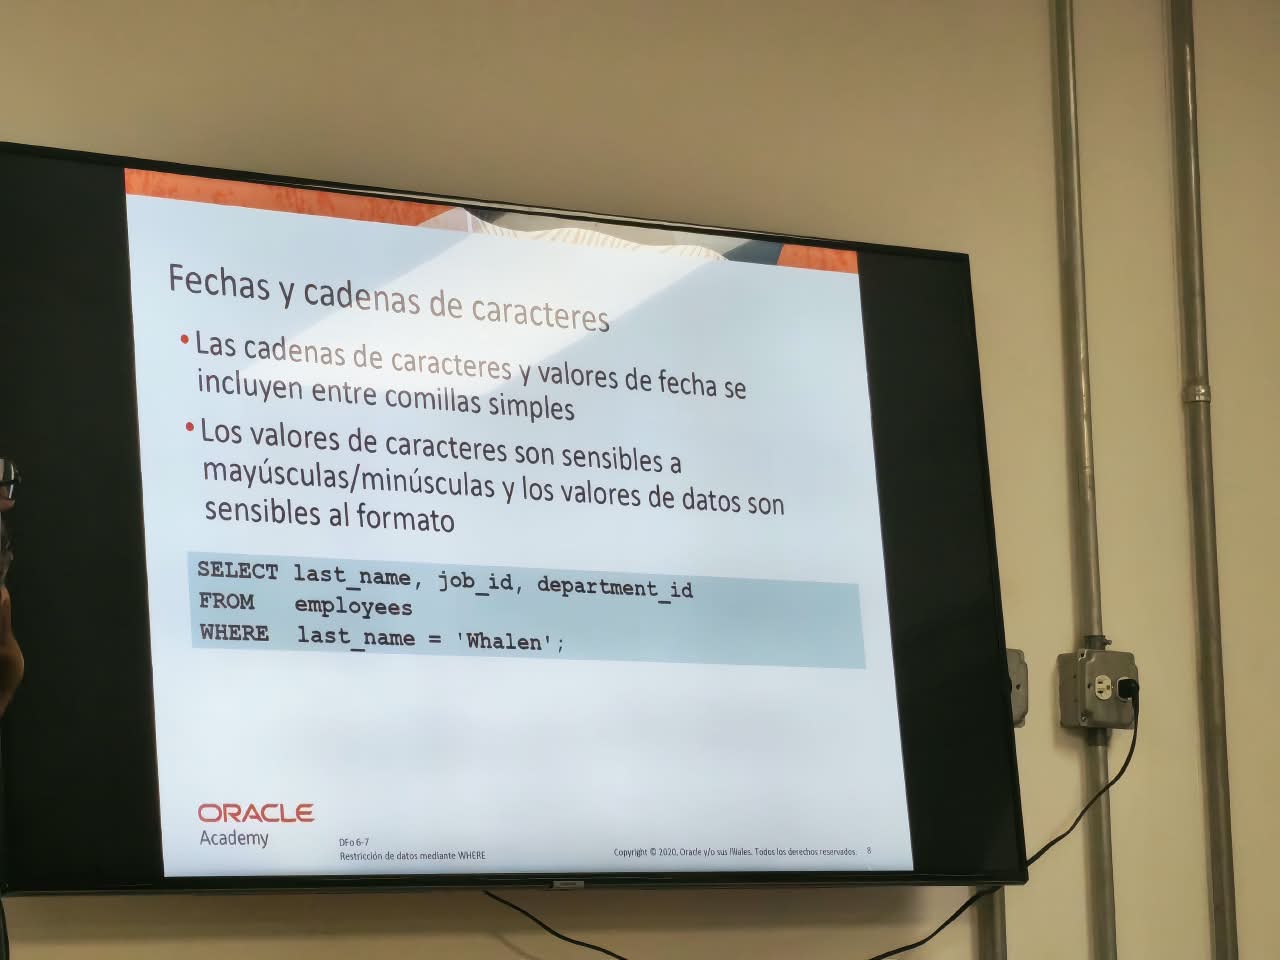 Fechas y cadenas de caracteres
• Las cadenas de caracteres y valores de fecha se
incluyen entre comillas simples
• Los valores de caracteres son sensibles a
mayúsculas/minúsculas y los valores de datos son
sensibles al formato
SELECT last_name, job_id, department_id
FROM employees
WHERE last_name = 'Whalen';
ORACLE
Academy
DFo 6-7
Restricción de datos mediante WHERE
Copyright © 2020, Oracle y/o sus filiales. Todos los derechos reservados.
8